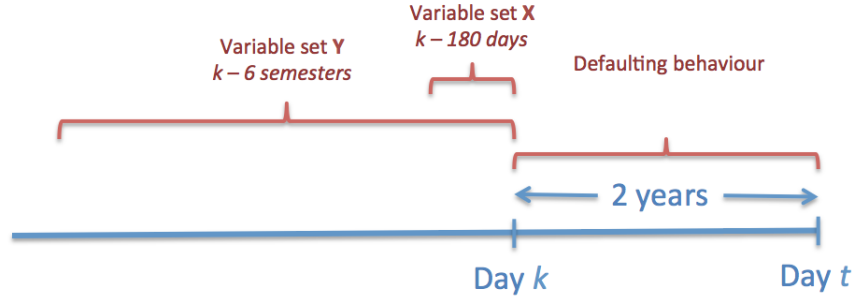 Variable set X
k – 180 days
Variable set Y
k – 6 semesters
Defaulting behaviour
2 years
Day k
Day t